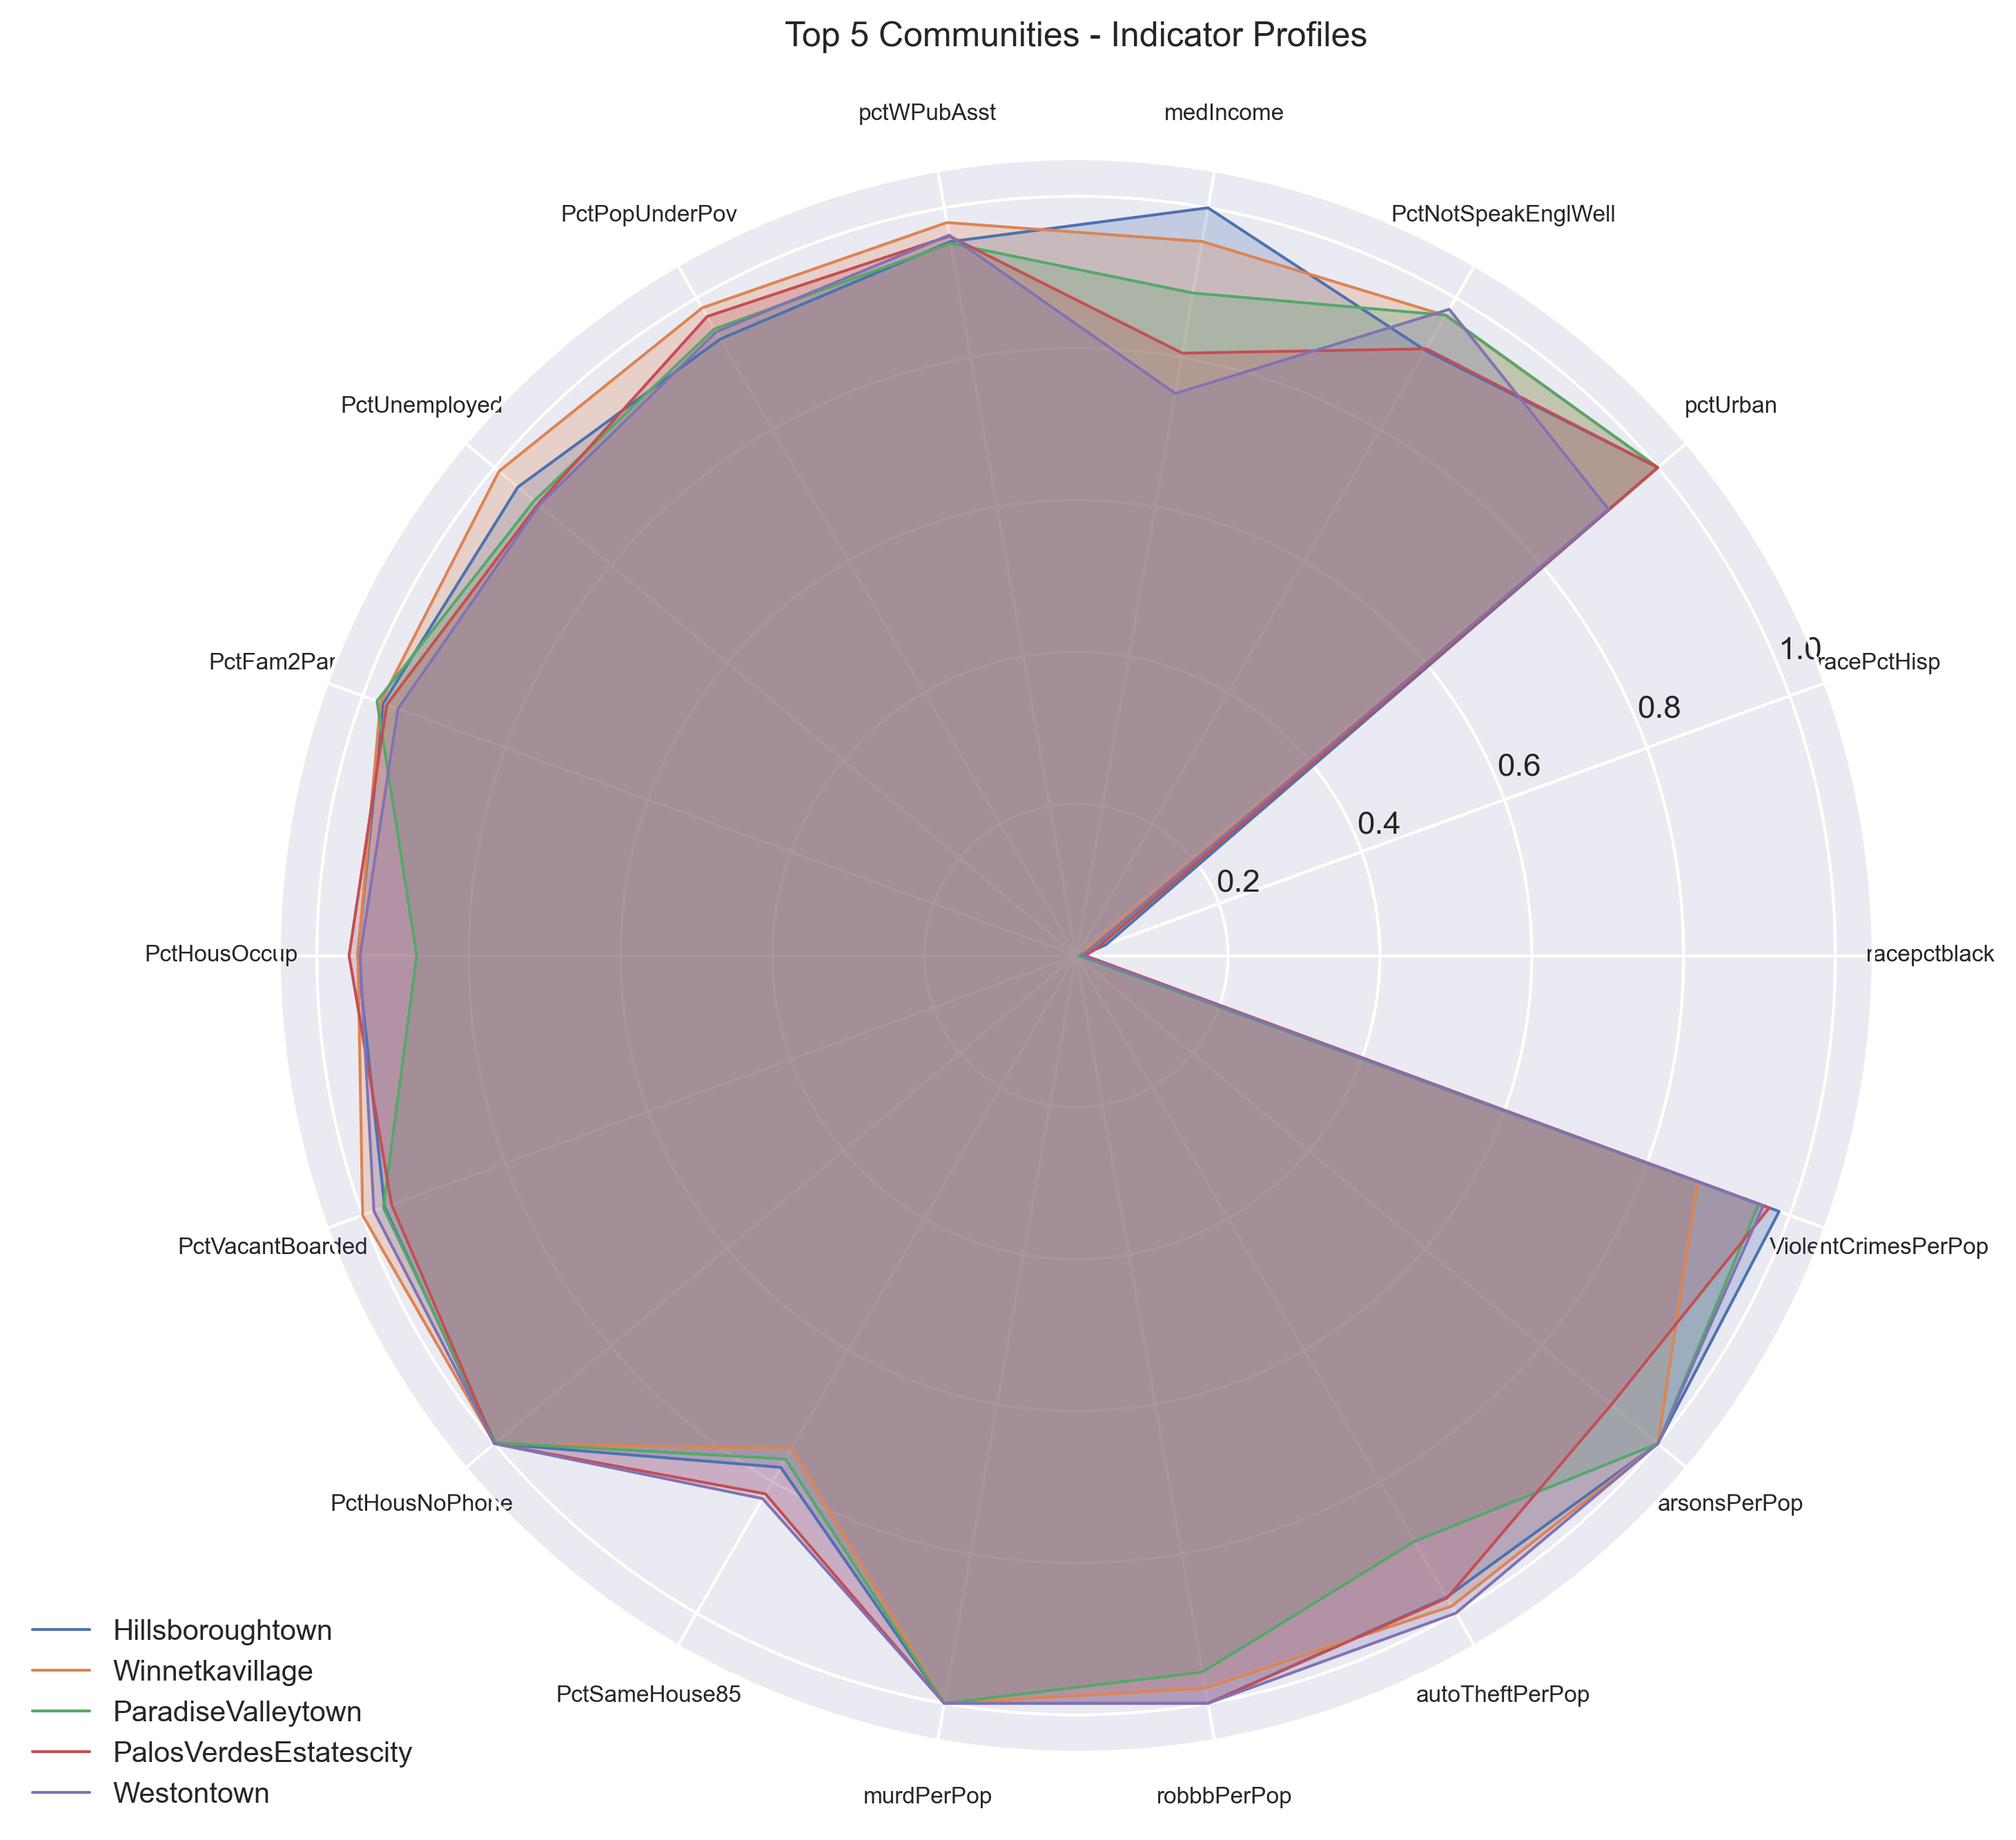 Top 5 Communities - Indicator Profiles
pctWPubAsst
medIncome
PctPopUnderPov
PctNotSpeakEnglWell
PctUnemployed
pctUrban
PctFam2Par
1.0
racePctHisp
0.8
0.6
0.4
0.2
PctHousOccup
racepctblack
PctVacantBoarded
ViolentCrimesPerPop
PctHousNoPhone
arsonsPerPop
PctSameHouse85
autoTheftPerPop
murdPerPop
robbbPerPop
Hillsboroughtown
Winnetkavillage
ParadiseValleytown
PalosVerdesEstatescity
Westontown